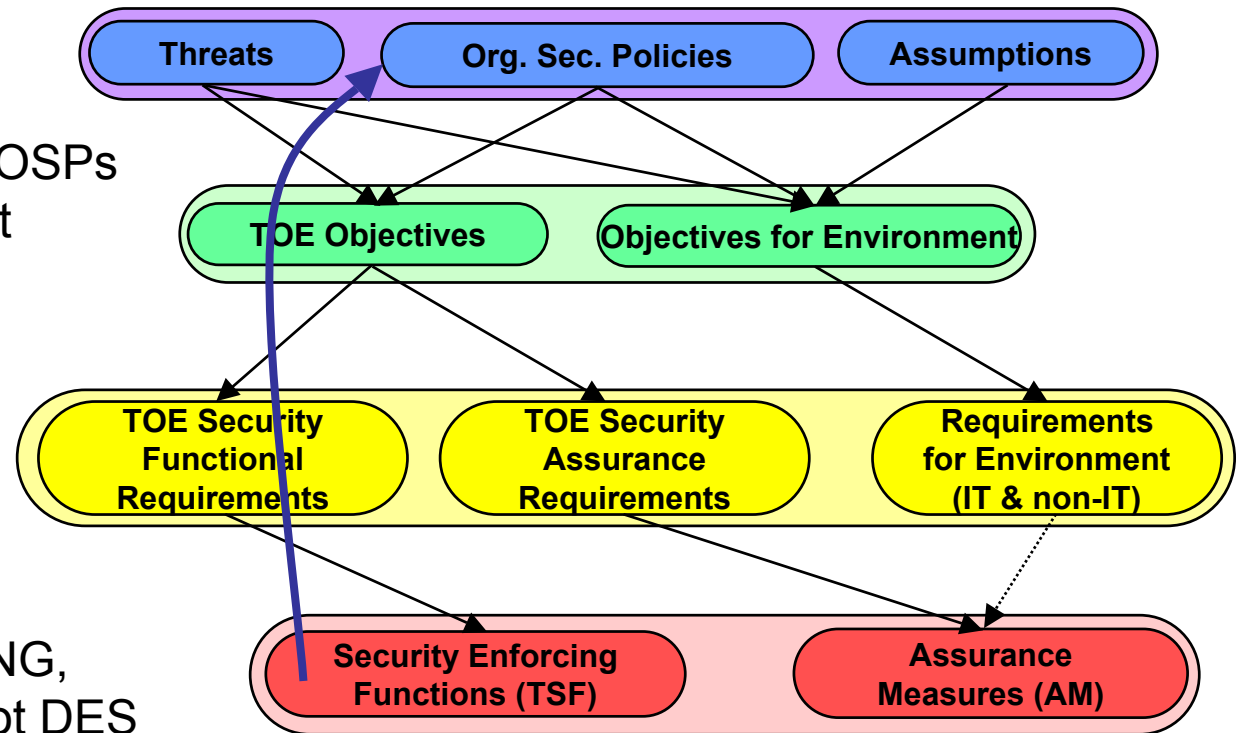 Threats
Org. Sec. Policies
Assumptions
OSPs
t
TOE Objectives
Objectives for Environment
TOE Security
Functional
Requirements
TOE Security
Assurance
Requirements
Requirements
for Environment
(IT & non-IT)
NG,
ot DES
Security Enforcing
Functions (TSF)
Assurance
Measures (AM)